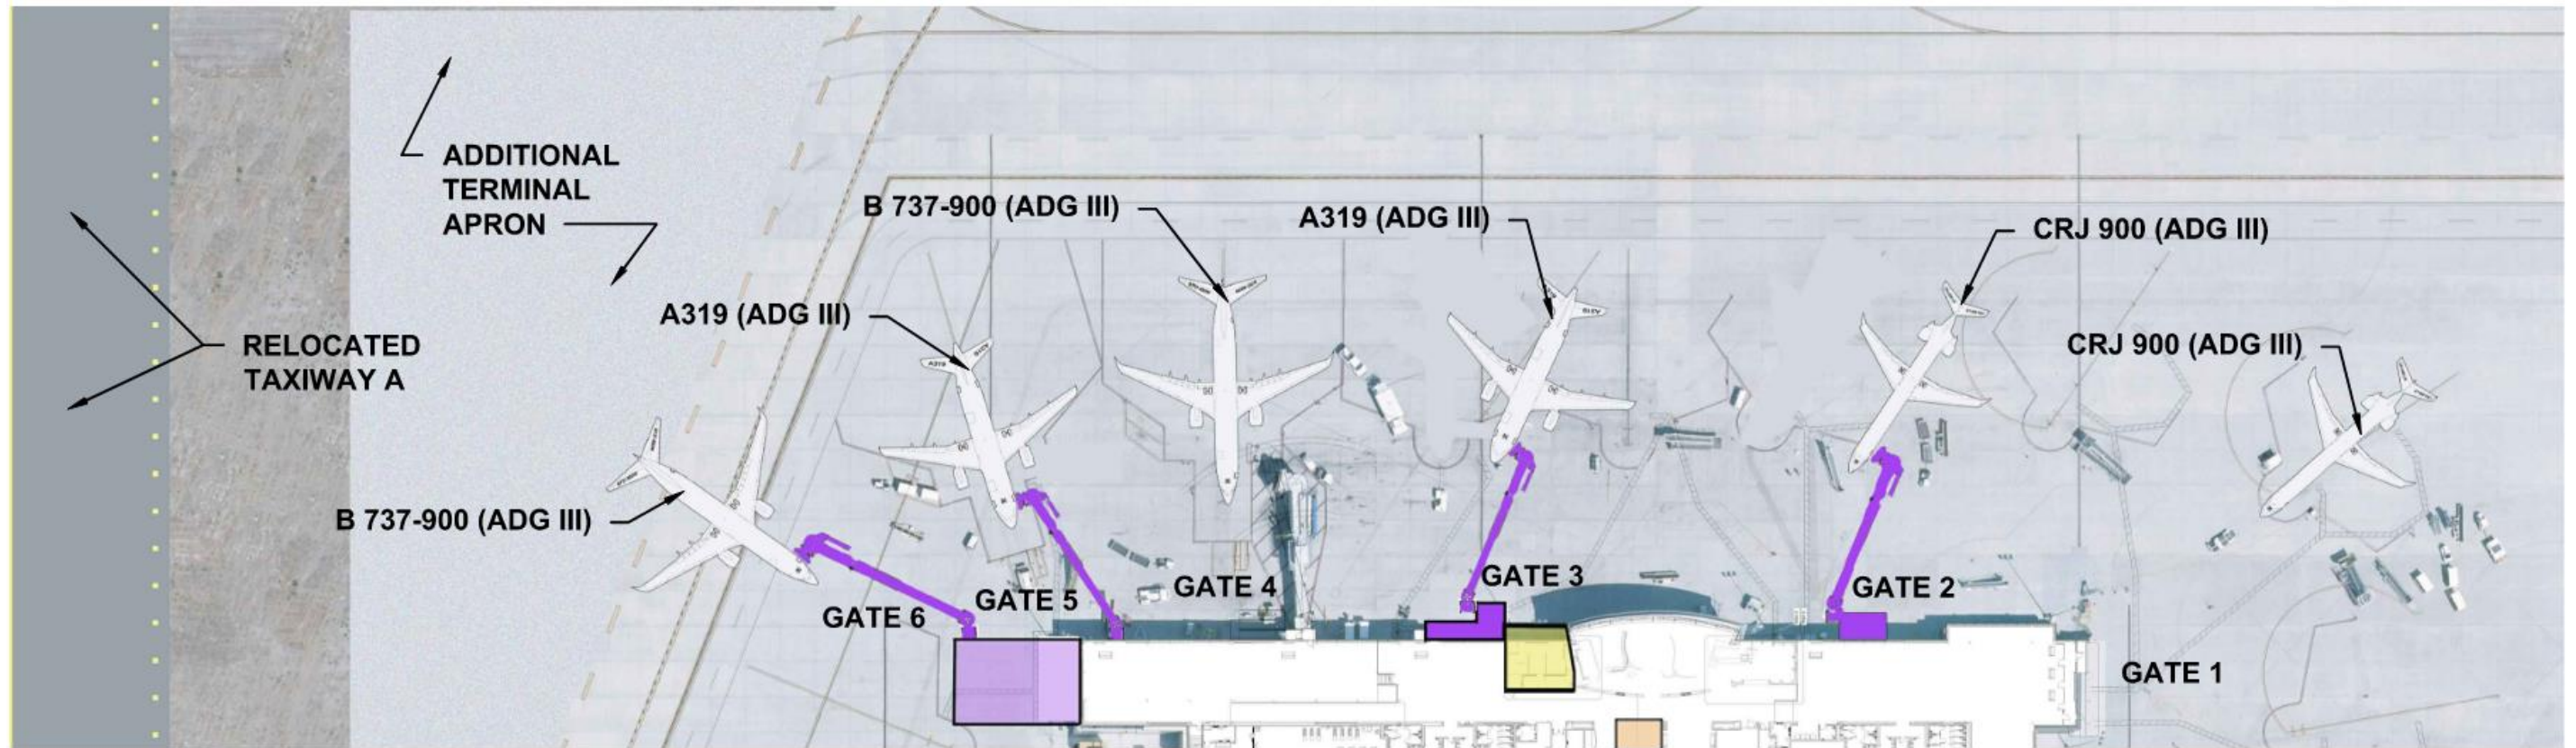 ADDITIONAL
TERMINAL
APRON
B 737-900 (ADG III)
A319 (ADG III)
CRJ 900 (ADG III)
A319 (ADG III)
RELOCATED
TAXIWAY A
CRJ 900 (ADG III)
B 737-900 (ADG III)
GATE 6
GATE 5
GATE 4
GATE 3
GATE 2
GATE 1